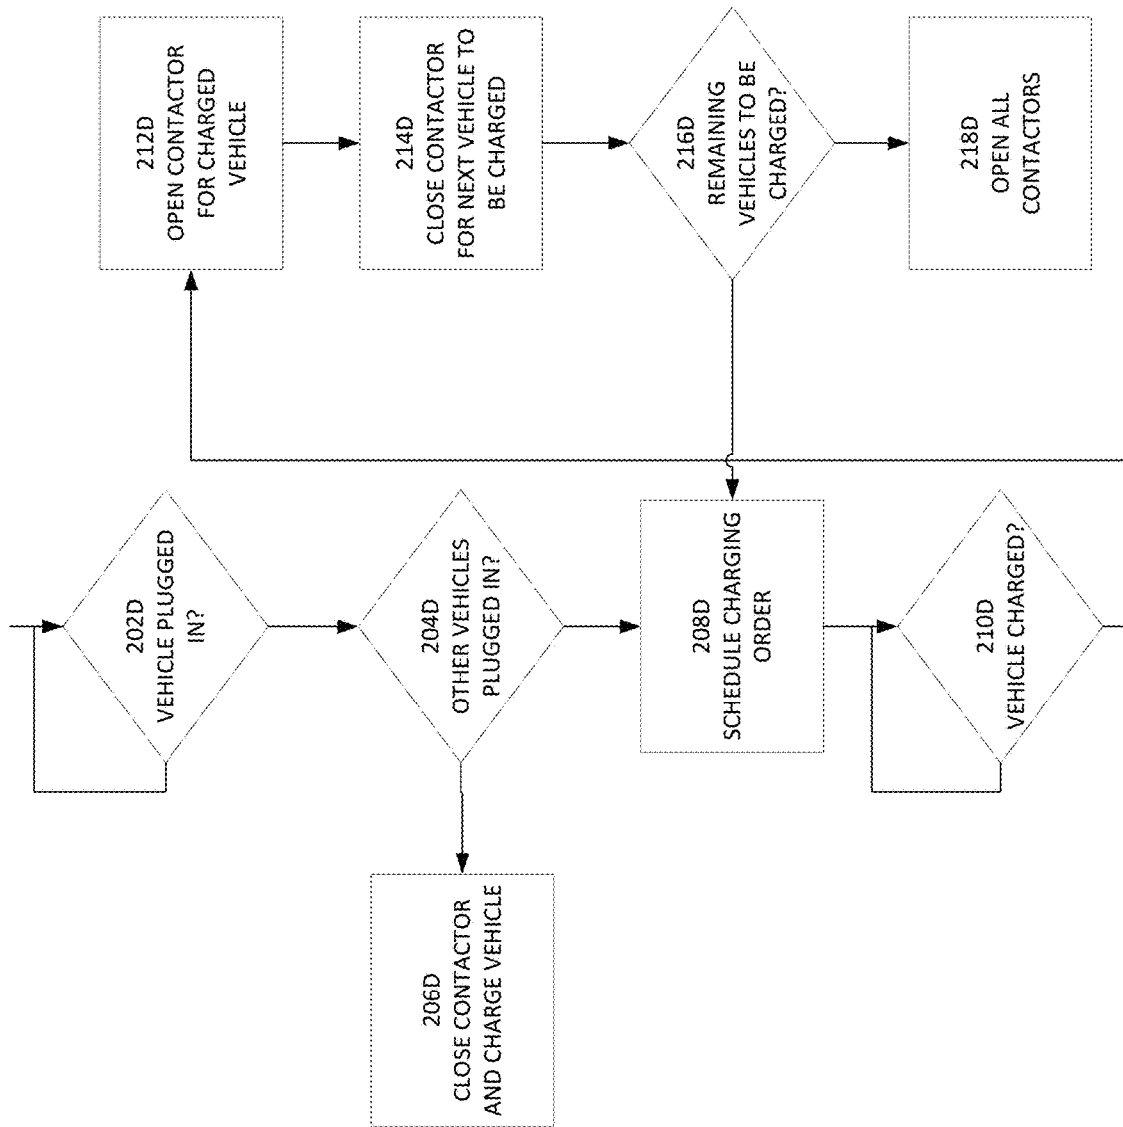 202D
VEHICLE PLUGGED
IN?
204D
OTHER VEHICLES
PLUGGED IN?
206D
CLOSE CONTACTOR
AND CHARGE VEHICLE
208D
SCHEDULE CHARGING
ORDER
210D
VEHICLE CHARGED?
212D
OPEN CONTACTOR
FOR CHARGED
VEHICLE
214D
CLOSE CONTACTOR
FOR NEXT VEHICLE TO
BE CHARGED
216D
REMAINING
VEHICLES TO BE
CHARGED?
218D
OPEN ALL
CONTACTORS